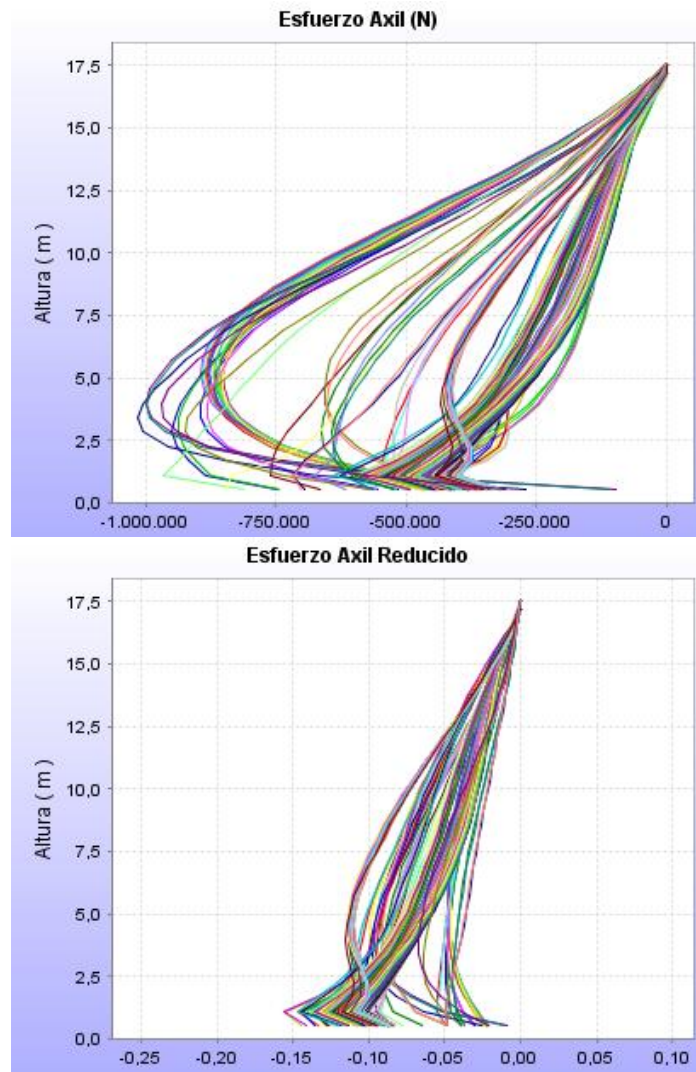 Esfuerzo Axil (N)
17,5
15,0
12,5
10,0
7,5
5,0
2,5
0,0
Altura ( m )
-1.000.000 -750.000 -500.000 -250.000 0
Esfuerzo Axil Reducido
17,5
15,0
12,5
10,0
7,5
5,0
2,5
0,0
Altura ( m )
-0,25 -0,20 -0,15 -0,10 -0,05 0,00 0,05 0,10